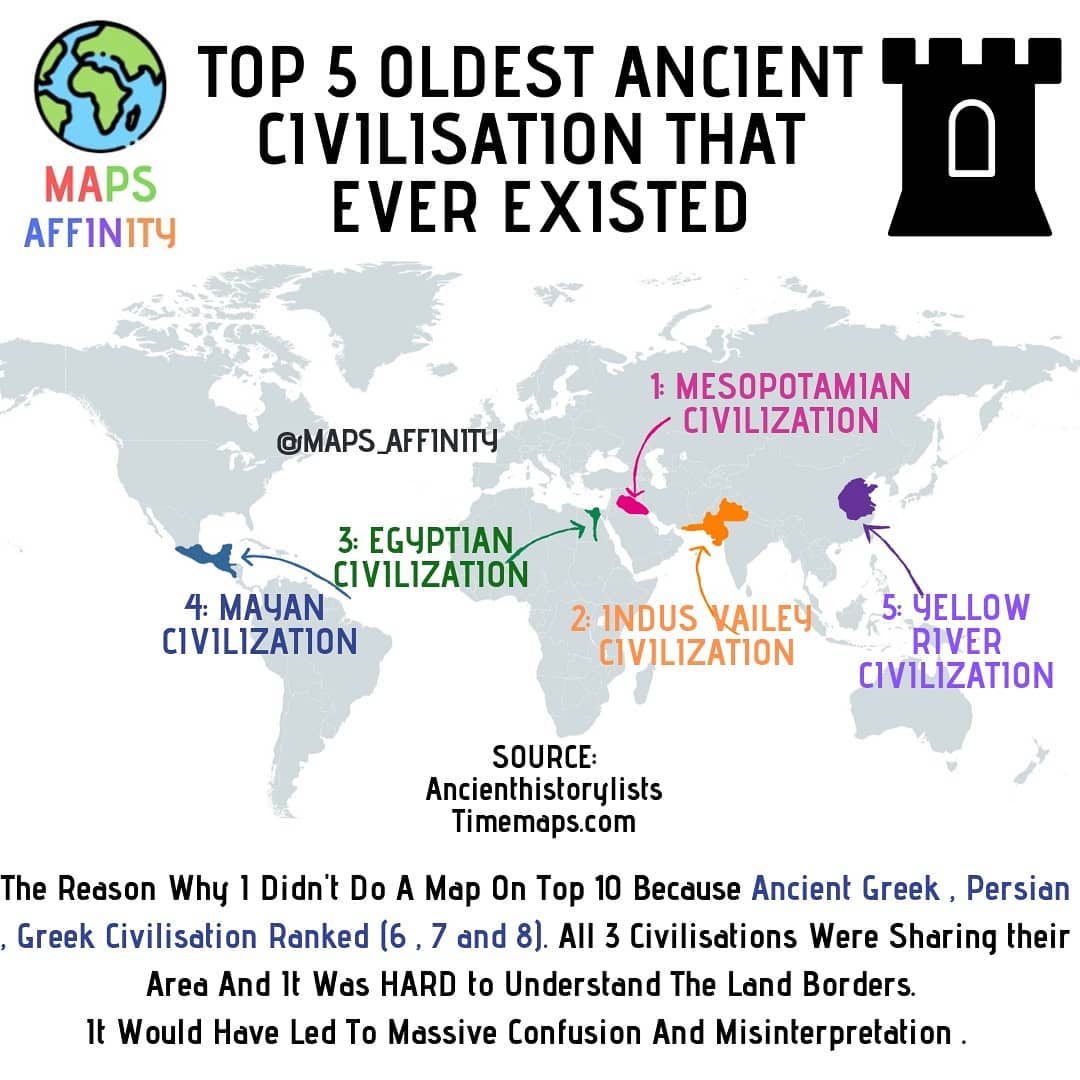 TOP 5 OLDEST ANCIENT
CIVILISATION THAT
EVER EXISTED
MAPS
AFFINITY
1: MESOPOTAMIAN
CIVILIZATION
@MAPS_AFFINITY
3: EGYPTIAN
CIVILIZATION
4: MAYAN
CIVILIZATION
2: INDUS VAILEY
CIVILIZATION
5: YELLOW
RIVER
CIVILIZATION
SOURCE:
Ancienthistorylists
Timemaps.com
The Reason Why I Didn't Do A Map On Top 10 Because Ancient Greek , Persian
, Greek Civilisation Ranked (6 , 7 and 8). All 3 Civilisations Were Sharing their
Area And It Was HARD to Understand The Land Borders.
It Would Have Led To Massive Confusion And Misinterpretation .